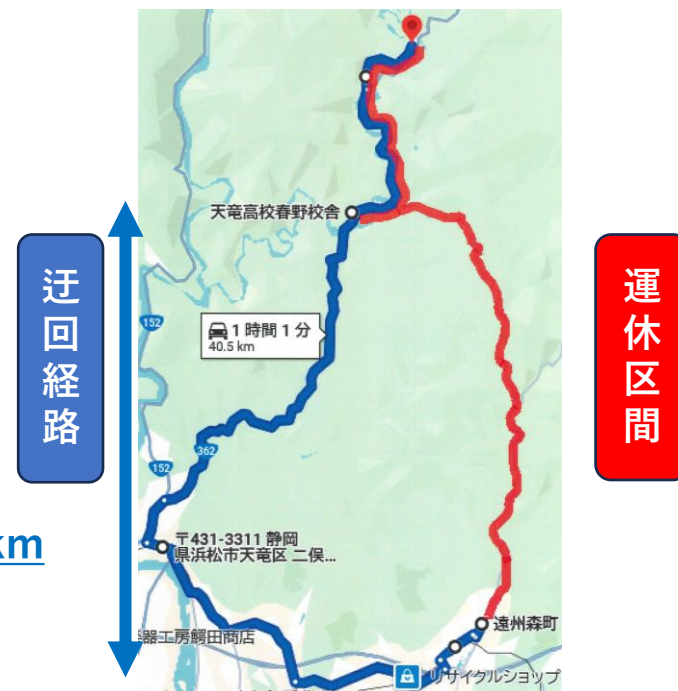 天竜高校春野校舎
迂回経路
運休区間
152
1 時間 1 分
40.5 km
362
152
km
〒431-3311 静岡
県浜松市天竜区 二俣...
遠州森町
器工房鰐田商店
リサイクルショップ